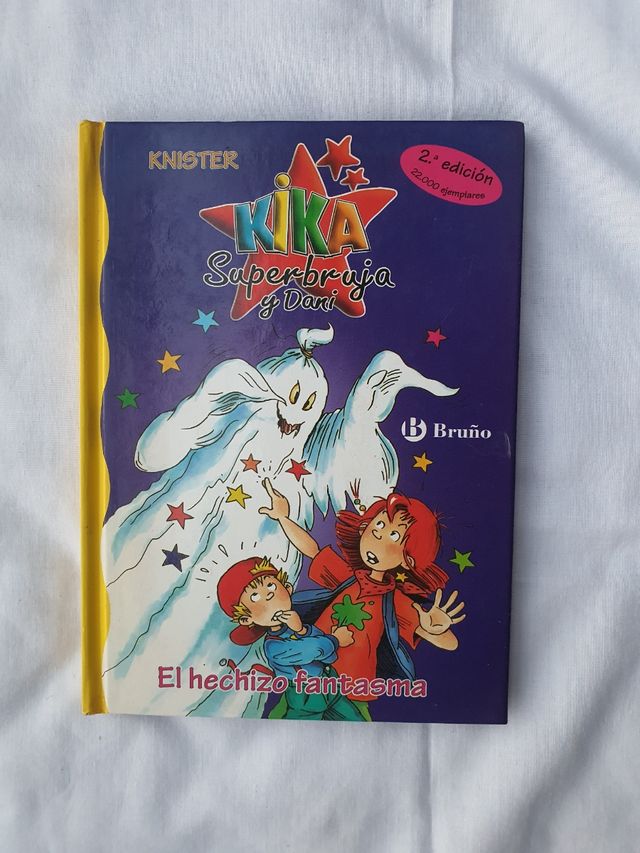 KNISTER
2.ª edición
22.000 ejemplares
KIKA
Superbruja
y Dani
B Bruño
El hechizo fantasma